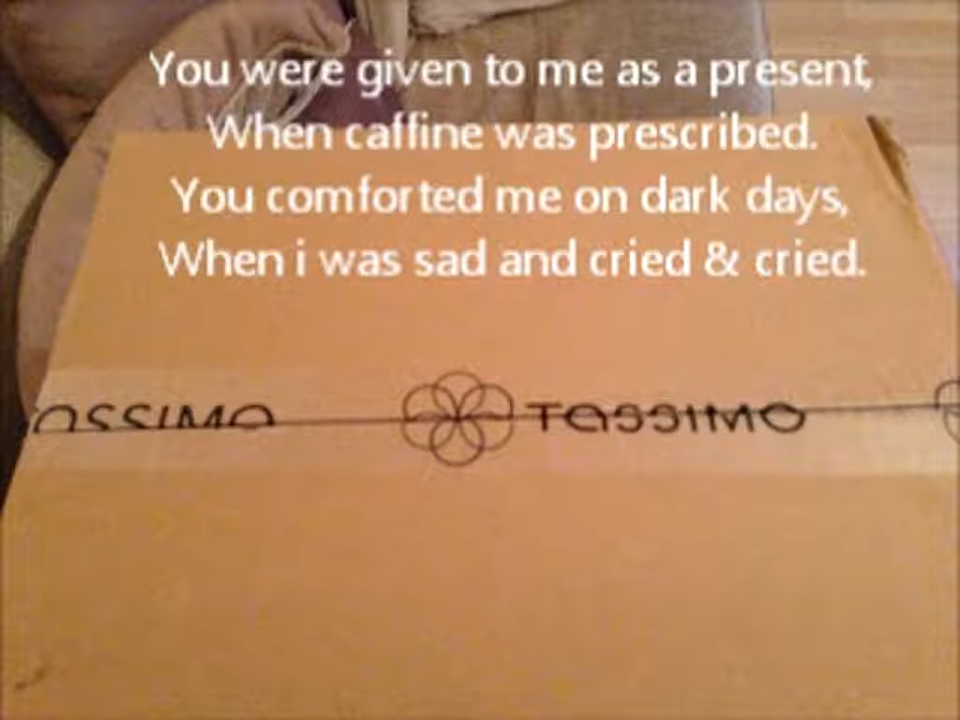 You were given to me as a present,
When caffine was prescribed.
You comforted me on dark days,
When i was sad and cried & cried.
OSSIMO TASSIMO